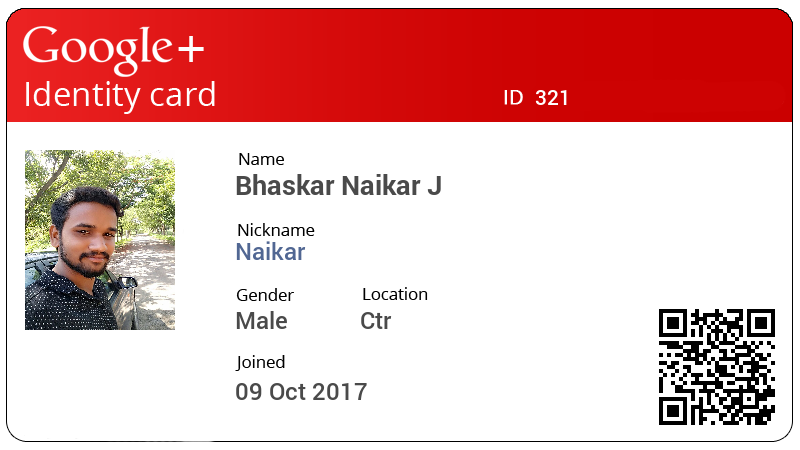 Google+
Identity card
ID 321
Name
Bhaskar Naikar J
Nickname
Naikar
Gender Location
Male Ctr
Joined
09 Oct 2017